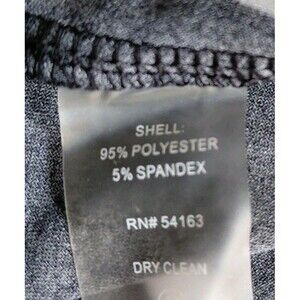 SHELL:
95% POLYESTER
5% SPANDEX
RN# 54163
DRY CLEAN